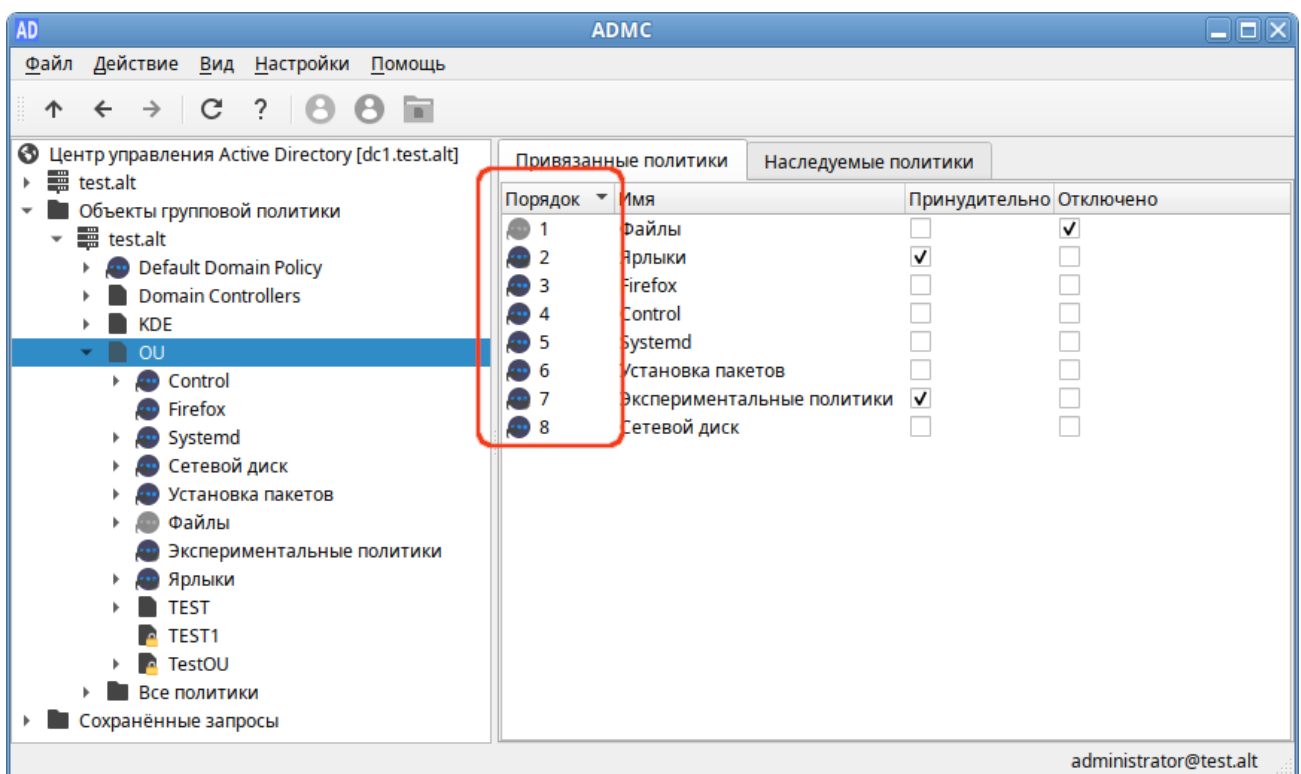 AD ADMC
Файл Действие Вид Настройки Помощь
?
Центр управления Active Directory [dc1.test.alt]
test.alt
Объекты групповой политики
test.alt
Default Domain Policy
Domain Controllers
KDE
OU
Control
Firefox
Systemd
Сетевой диск
Установка пакетов
Файлы
Экспериментальные политики
Ярлыки
TEST
TEST1
TestOU
Все политики
Сохранённые запросы
Привязанные политики Наследуемые политики
Порядок Имя Принудительно Отключено
1 Файлы
2 Ярлыки
3 Firefox
4 Control
5 Systemd
6 Установка пакетов
7 Экспериментальные политики
8 Сетевой диск
administrator@test.alt